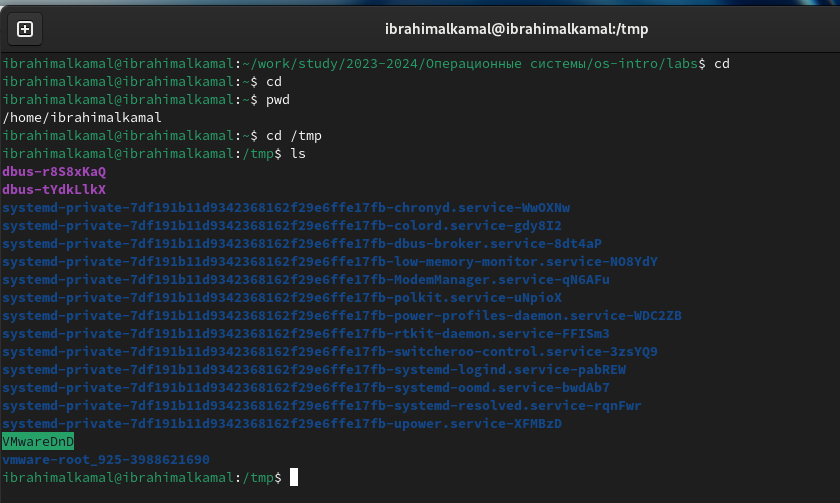 ibrahimalkamal@ibrahimalkamal:/tmp
ibrahimalkamal@ibrahimalkamal:~/work/study/2023-2024/Операционные системы/os-intro/labs$ cd
ibrahimalkamal@ibrahimalkamal:~$ cd
ibrahimalkamal@ibrahimalkamal:~$ pwd
/home/ibrahimalkamal
ibrahimalkamal@ibrahimalkamal:~$ cd /tmp
ibrahimalkamal@ibrahimalkamal:/tmp$ ls
dbus-r8S8xKaQ
dbus-tYdkLlkX
systemd-private-7df191b11d9342368162f29e6ffe17fb-chronyd.service-WwOXNw
systemd-private-7df191b11d9342368162f29e6ffe17fb-colord.service-gdy8I2
systemd-private-7df191b11d9342368162f29e6ffe17fb-dbus-broker.service-8dt4aP
systemd-private-7df191b11d9342368162f29e6ffe17fb-low-memory-monitor.service-NO8YdY
systemd-private-7df191b11d9342368162f29e6ffe17fb-ModemManager.service-qN6AFu
systemd-private-7df191b11d9342368162f29e6ffe17fb-polkit.service-uNpioX
systemd-private-7df191b11d9342368162f29e6ffe17fb-power-profiles-daemon.service-WDC2ZB
systemd-private-7df191b11d9342368162f29e6ffe17fb-rtkit-daemon.service-FFISm3
systemd-private-7df191b11d9342368162f29e6ffe17fb-switcheroo-control.service-3zsYQ9
systemd-private-7df191b11d9342368162f29e6ffe17fb-systemd-logind.service-pabREW
systemd-private-7df191b11d9342368162f29e6ffe17fb-systemd-oomd.service-bwdAb7
systemd-private-7df191b11d9342368162f29e6ffe17fb-systemd-resolved.service-rqnFwr
systemd-private-7df191b11d9342368162f29e6ffe17fb-upower.service-XFMBzD
VMwareDnD
vmware-root_925-3988621690
ibrahimalkamal@ibrahimalkamal:/tmp$